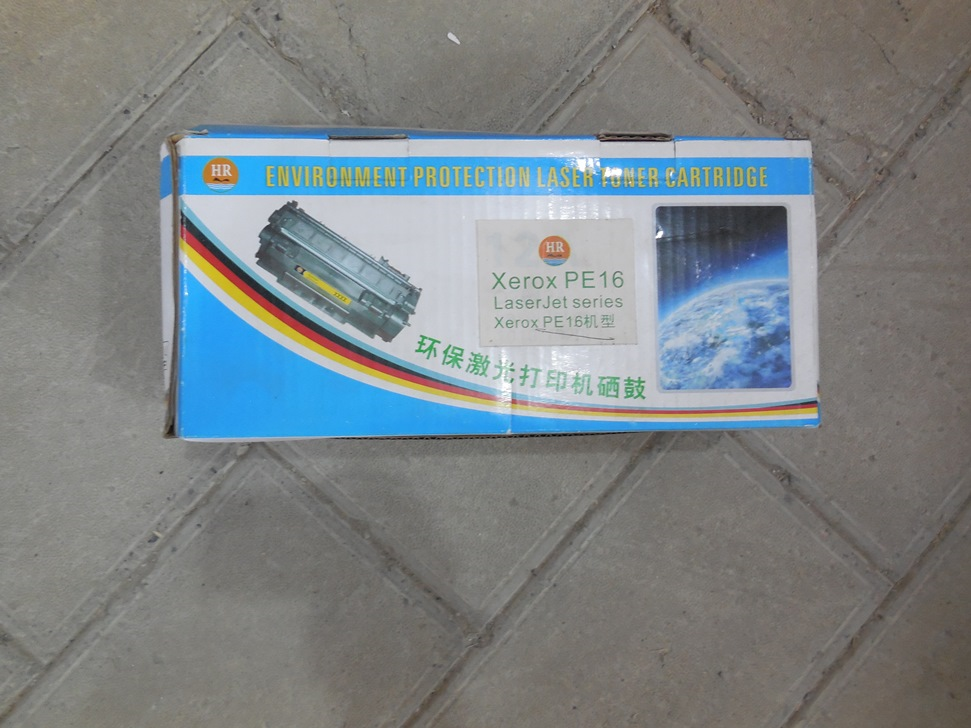 HR
ENVIRONMENT PROTECTION LASER TONER CARTRIDGE
HR
Xerox PE16
LaserJet series
Xerox PE16机型
环保激光打印机硒鼓